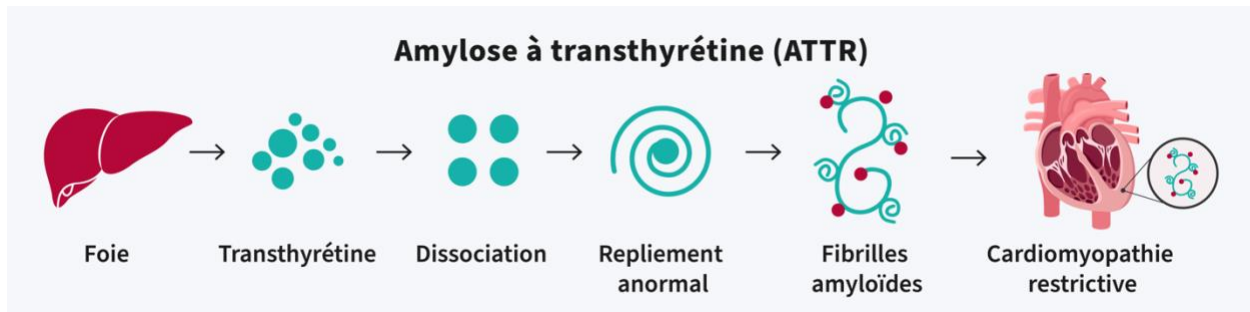 Amylose à transthyrétine (ATTR)
Foie
Transthyrétine
Dissociation
Repliement
anormal
Fibrilles
amyloïdes
Cardiomyopathie
restrictive